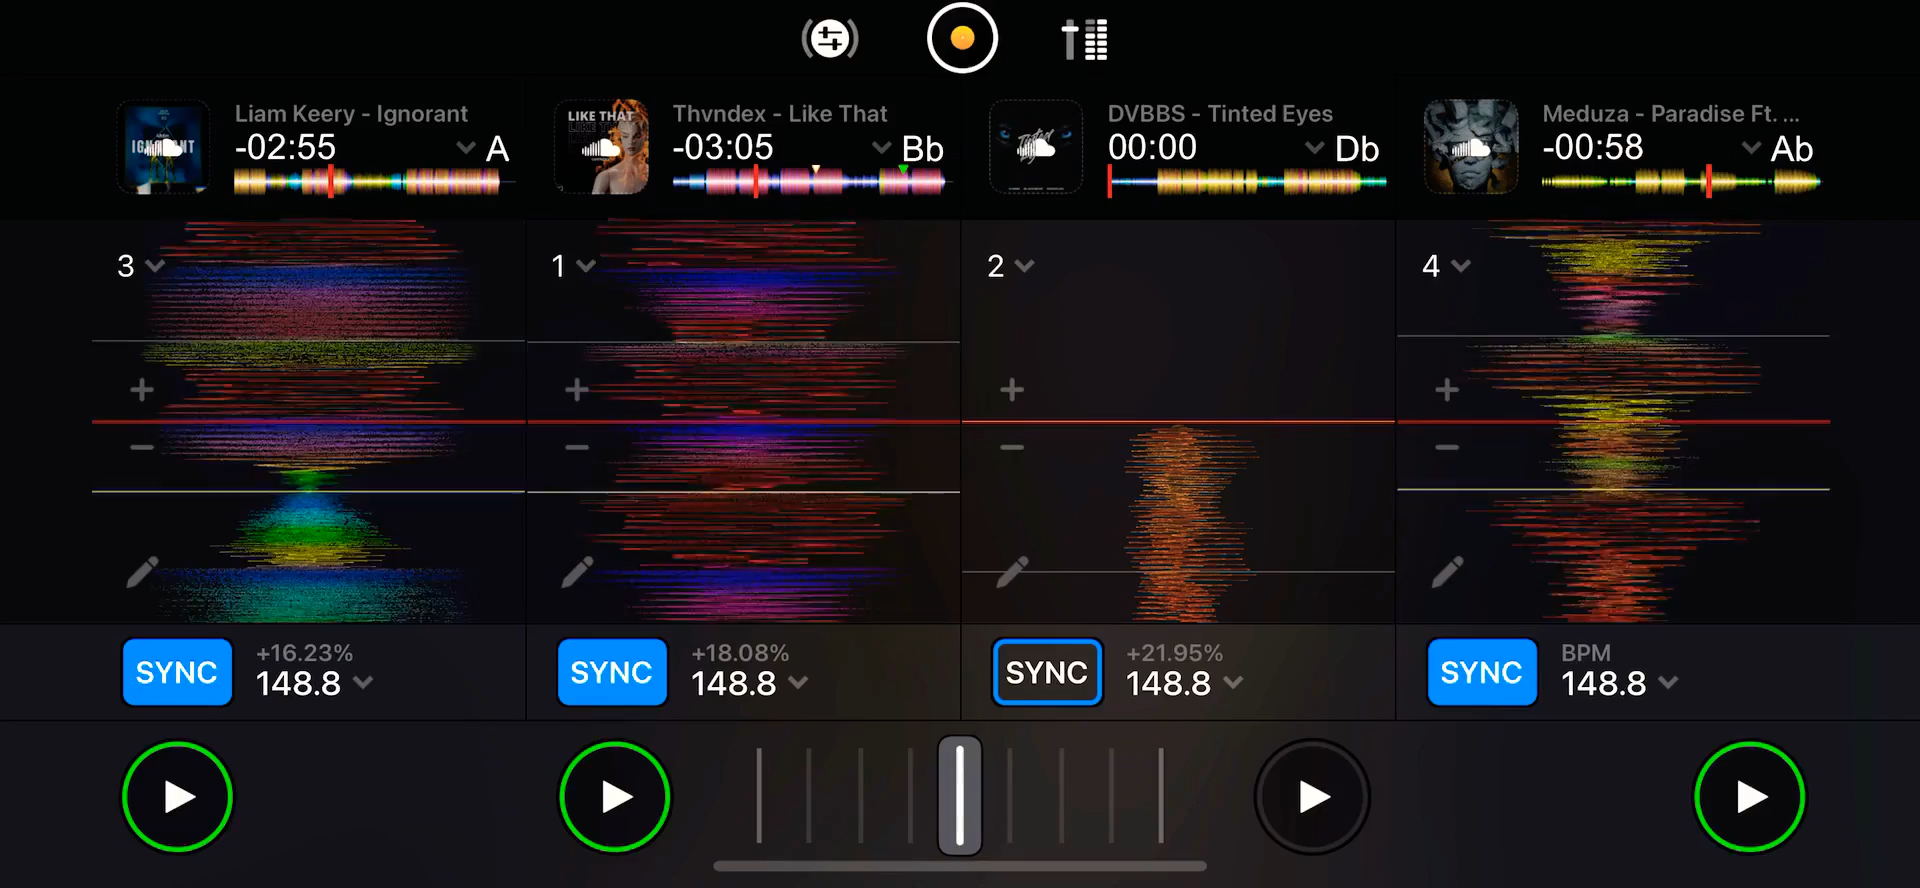 Liam Keery - Ignorant
-02:55
A
LIKE THAT
Thvndex - Like That
-03:05
Bb
DVBBS - Tinted Eyes
00:00
Db
Meduza - Paradise Ft. ...
-00:58
Ab
3
1
2
4
SYNC
+16.23%
148.8
SYNC
+18.08%
148.8
SYNC
+21.95%
148.8
SYNC
BPM
148.8